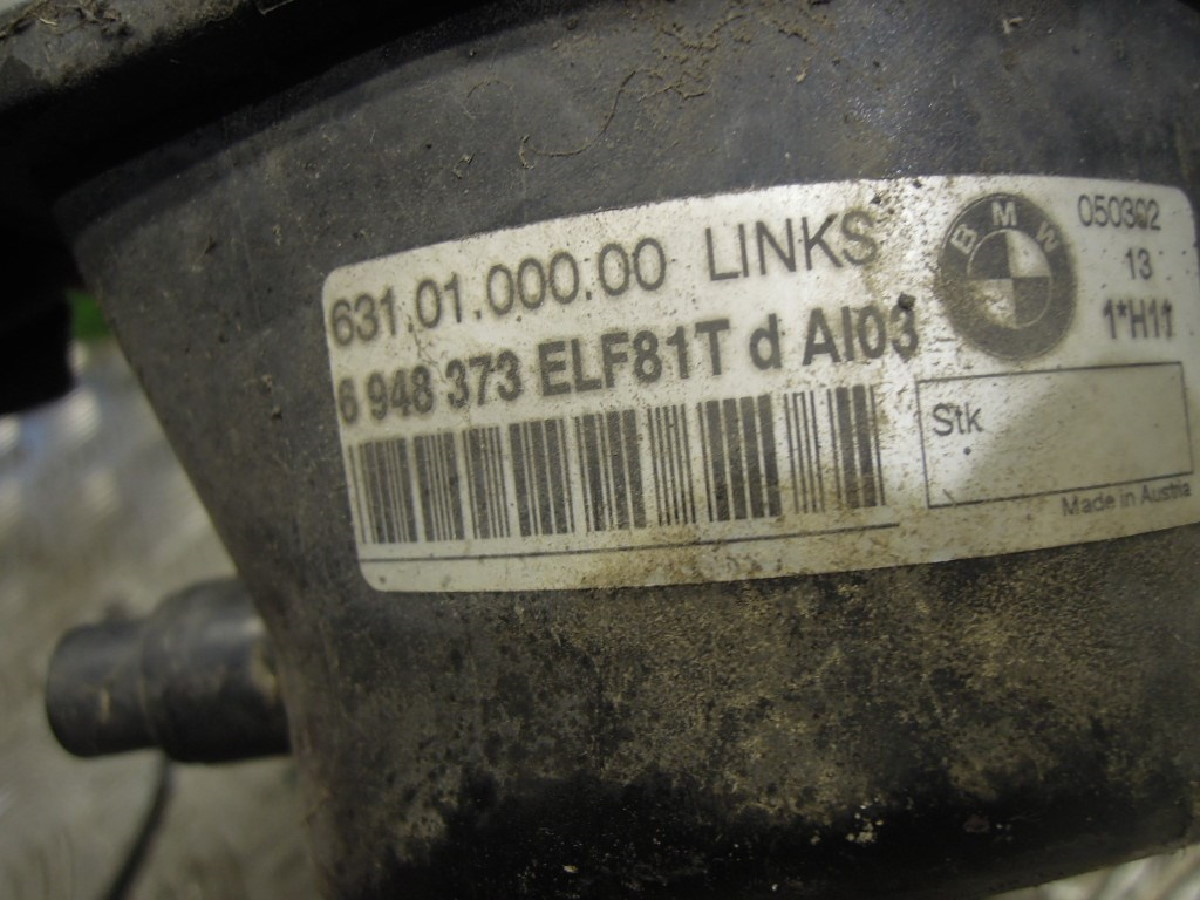 631.01.000.00 LINKS
6 948 373 ELF81T d AI03
BMW
050302
13
1*H11
Stk
Made in Austria